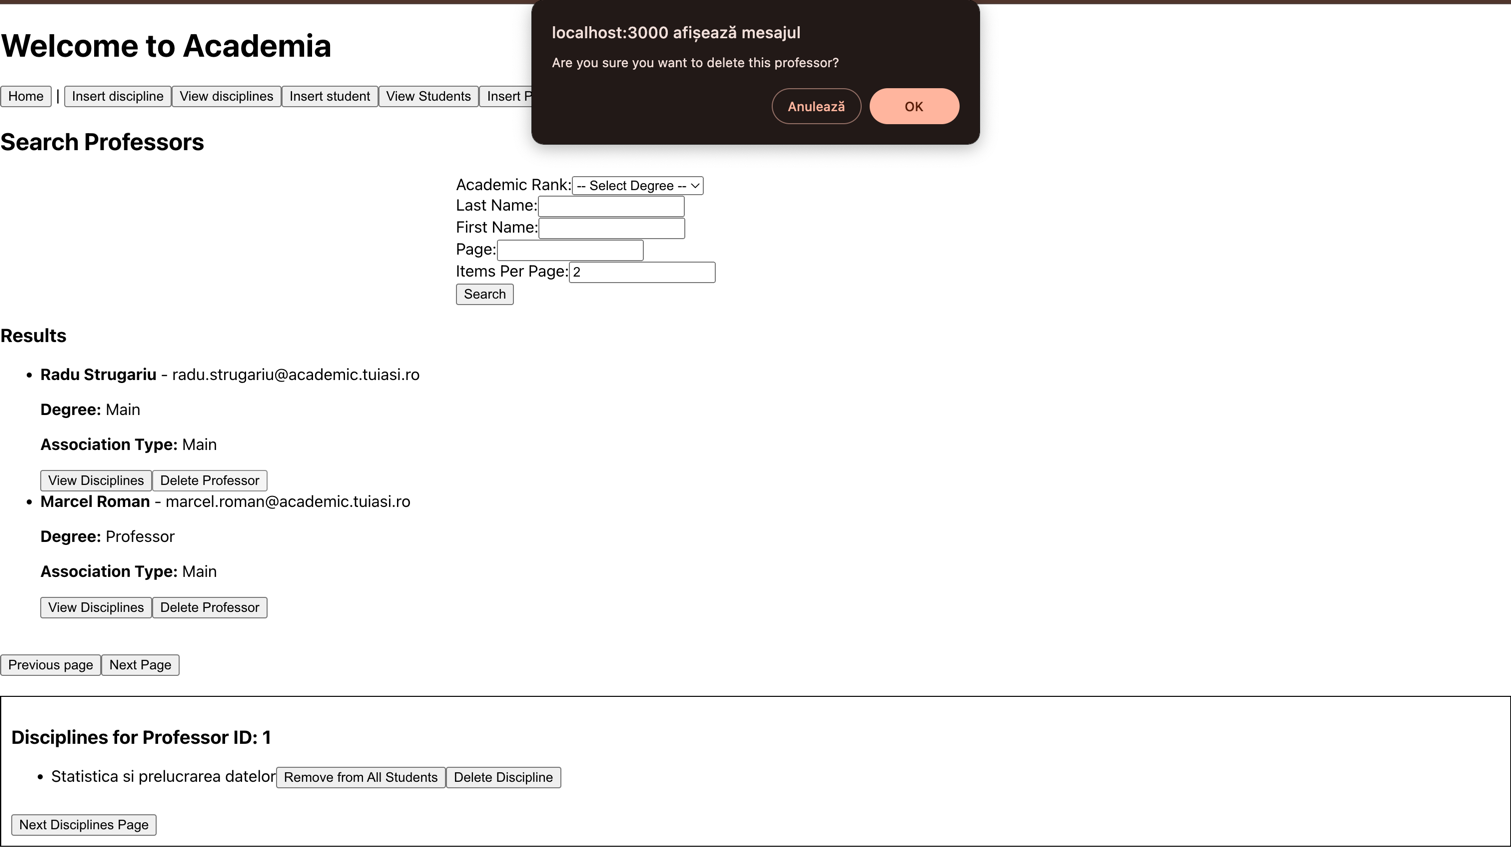 localhost:3000 afișează mesajul
Are you sure you want to delete this professor?
Anulează OK
Welcome to Academia
Home | Insert discipline View disciplines Insert student View Students Insert P
Search Professors
Academic Rank: -- Select Degree --
Last Name:
First Name:
Page:
Items Per Page: 2
Search
Results
• Radu Strugariu - radu.strugariu@academic.tuiasi.ro
Degree: Main
Association Type: Main
View Disciplines Delete Professor
• Marcel Roman - marcel.roman@academic.tuiasi.ro
Degree: Professor
Association Type: Main
View Disciplines Delete Professor
Previous page Next Page
Disciplines for Professor ID: 1
• Statistica si prelucrarea datelor Remove from All Students Delete Discipline
Next Disciplines Page